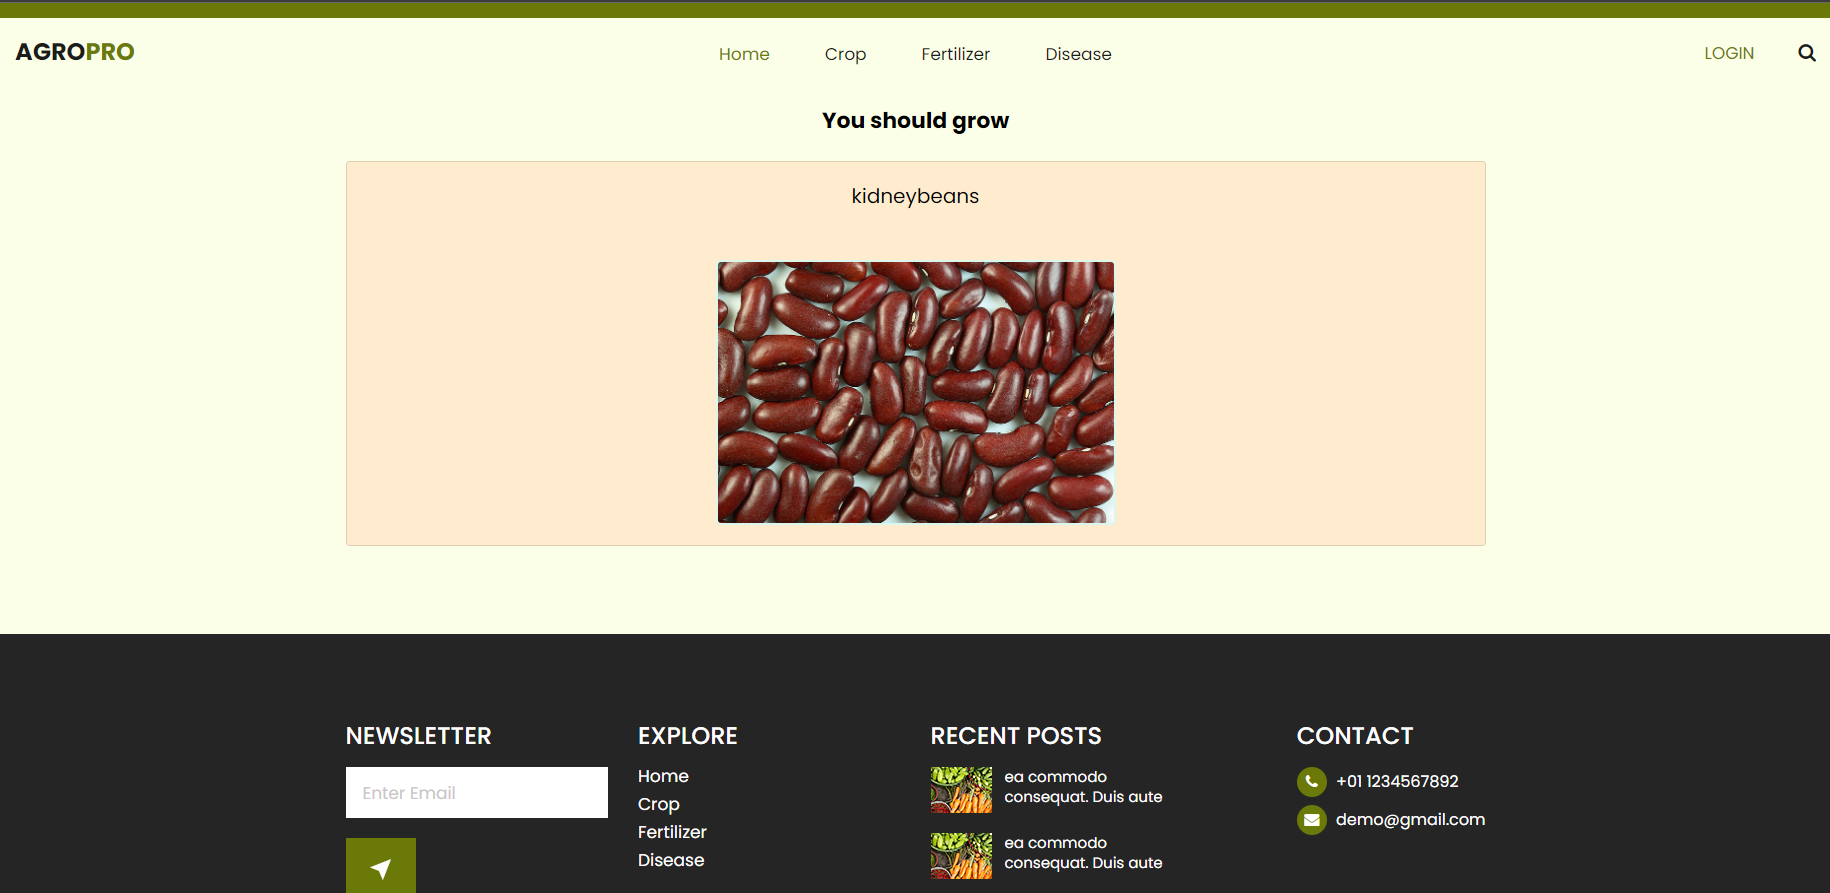 AGROPRO
Home Crop Fertilizer Disease
LOGIN
You should grow
kidneybeans
NEWSLETTER
Enter Email
EXPLORE
Home
Crop
Fertilizer
Disease
RECENT POSTS
ea commodo
consequat. Duis aute
ea commodo
consequat. Duis aute
CONTACT
+01 1234567892
demo@gmail.com